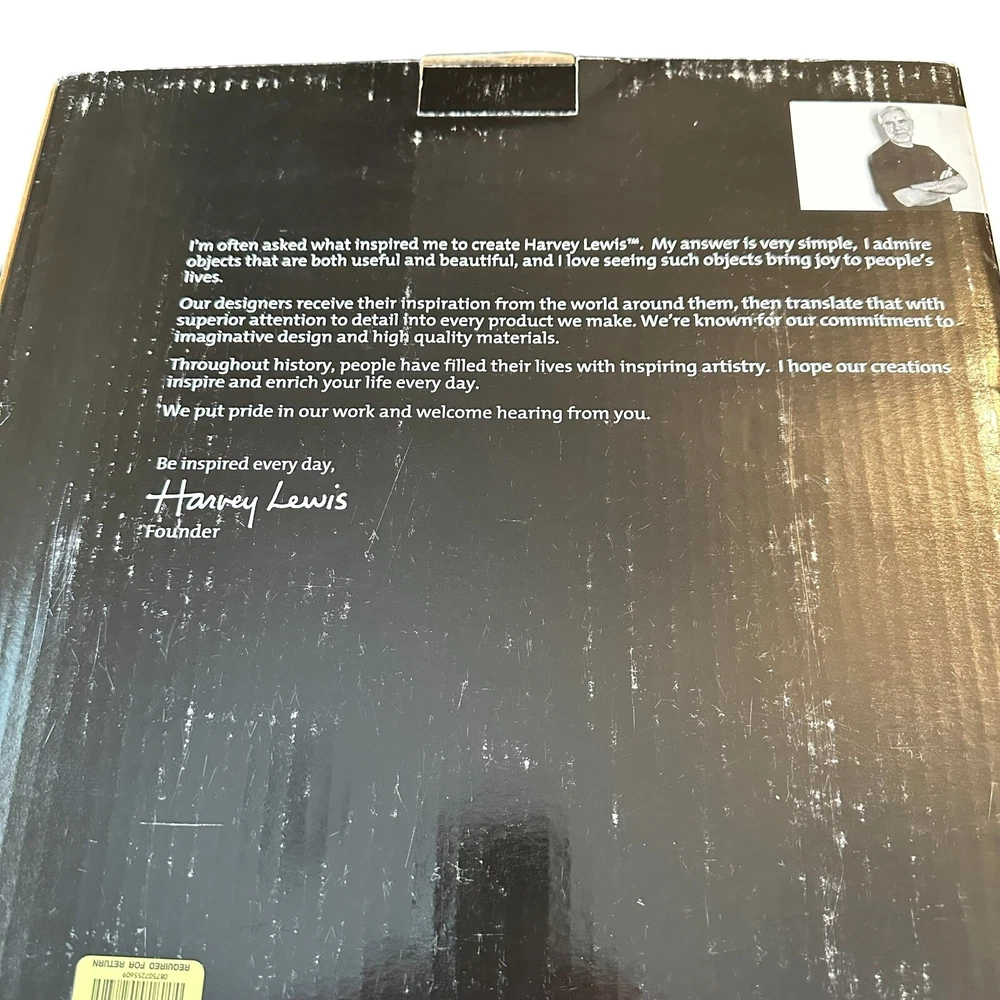 I'm often asked what inspired me to create Harvey Lewis™. My answer is very simple, I admire
objects that are both useful and beautiful, and I love seeing such objects bring joy to people's
lives.
Our designers receive their inspiration from the world around them, then translate that with
superior attention to detail into every product we make. We're known for our commitment to
imaginative design and high quality materials.
Throughout history, people have filled their lives with inspiring artistry. I hope our creations
inspire and enrich your life every day.
We put pride in our work and welcome hearing from you.
Be inspired every day,
Harvey Lewis
Founder
08750725609
REQUIRED FOR RETURN